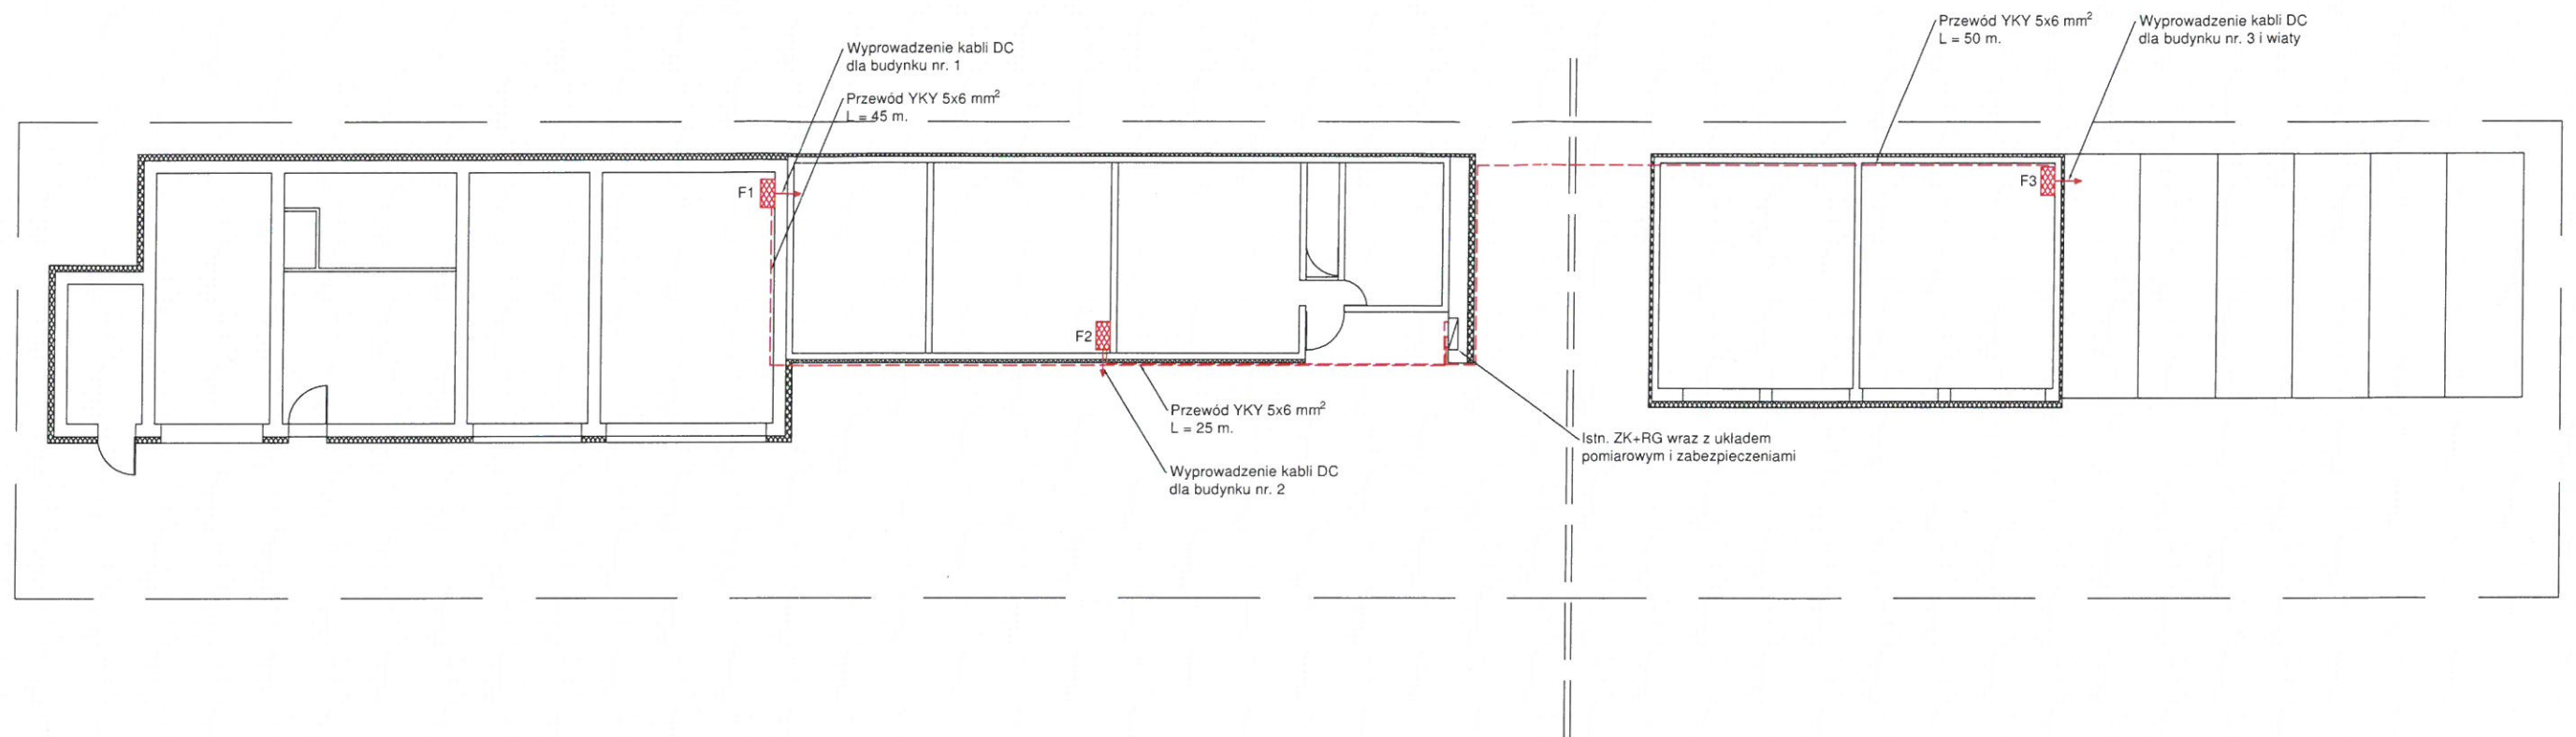 Wyprowadzenie kabli DC
dla budynku nr. 1
Przewód YKY 5x6 mm²
L = 45 m.
Przewód YKY 5x6 mm²
L = 50 m.
Wyprowadzenie kabli DC
dla budynku nr. 3 i wiaty
F1
F3
F2
Przewód YKY 5x6 mm²
L = 25 m.
Wyprowadzenie kabli DC
dla budynku nr. 2
Istn. ZK+RG wraz z układem
pomiarowym i zabezpieczeniami